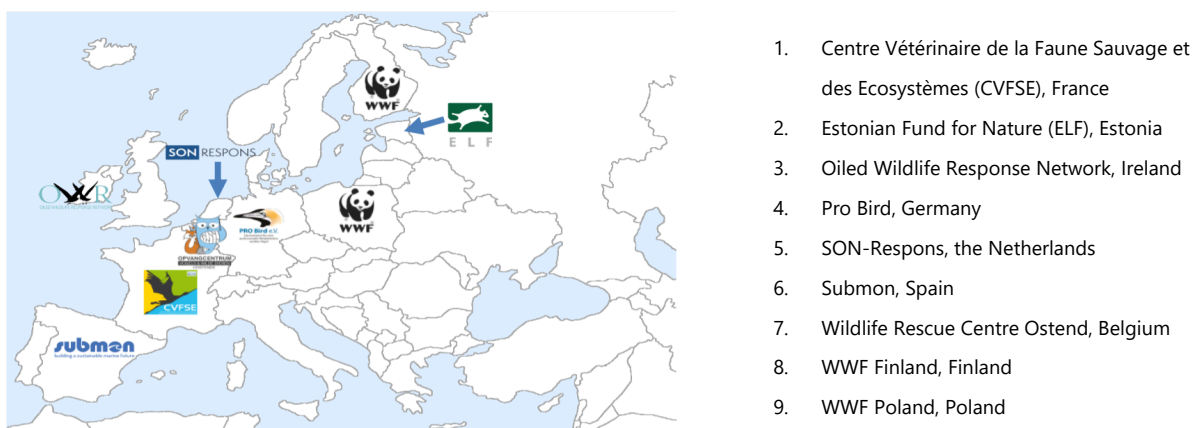 WWF
ELF
SON RESPONS
OWR
PRO Bird e.V.
WWF
OPVANGCENTRUM
CVFSE
submon
building a sustainable marine future
1. Centre Vétérinaire de la Faune Sauvage et
des Ecosystèmes (CVFSE), France
2. Estonian Fund for Nature (ELF), Estonia
3. Oiled Wildlife Response Network, Ireland
4. Pro Bird, Germany
5. SON-Respons, the Netherlands
6. Submon, Spain
7. Wildlife Rescue Centre Ostend, Belgium
8. WWF Finland, Finland
9. WWF Poland, Poland